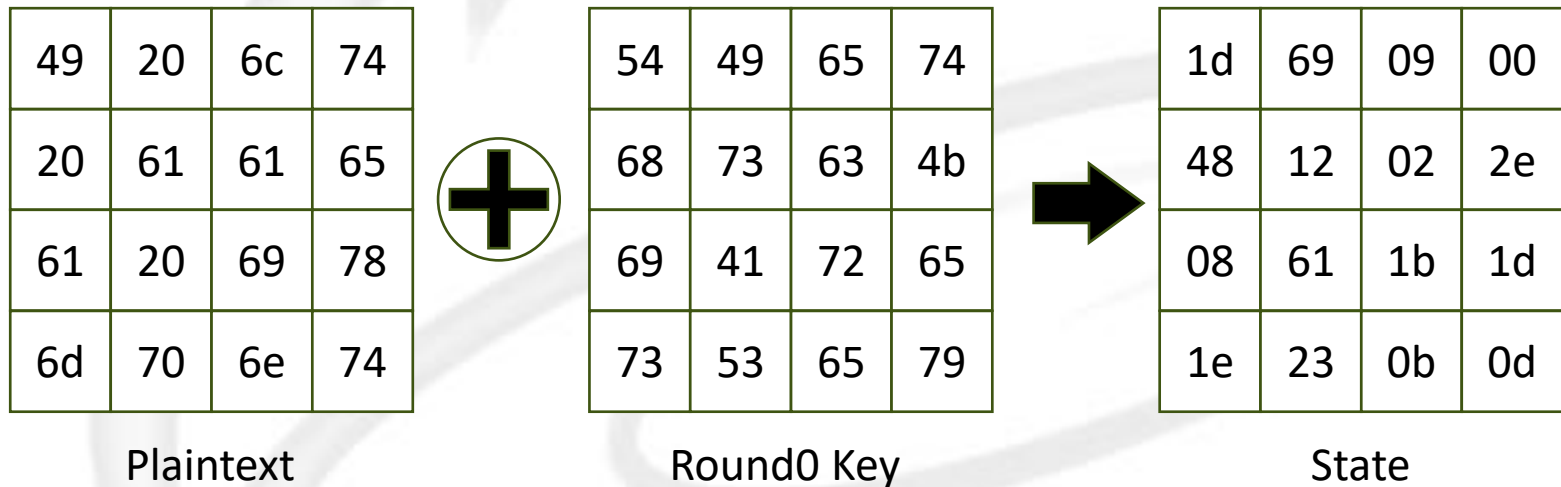 49 20 6c 74 54 49 65 74 1d 69 09 00
20 61 61 65 68 73 63 4b 48 12 02 2e
61 20 69 78 69 41 72 65 08 61 1b 1d
6d 70 6e 74 73 53 65 79 1e 23 0b 0d
Plaintext Round0 Key State